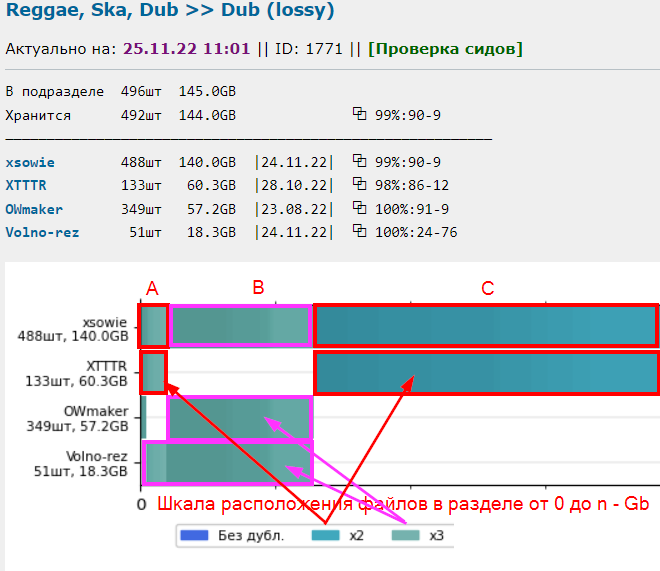 Reggae, Ska, Dub >> Dub (lossy)
Актуально на: 25.11.22 11:01 || ID: 1771 || [Проверка сидов]
В подразделе 496шт 145.0GB
Хранится 492шт 144.0GB 99%:90-9
xsowie 488шт 140.0GB |24.11.22| 99%:90-9
XTTTR 133шт 60.3GB |28.10.22| 98%:86-12
OWmaker 349шт 57.2GB |23.08.22| 100%:91-9
Volno-rez 51шт 18.3GB |24.11.22| 100%:24-76
A B C
xsowie
488шт, 140.0GB
XTTTR
133шт, 60.3GB
OWmaker
349шт, 57.2GB
Volno-rez
51шт, 18.3GB
0 Шкала расположения файлов в разделе от 0 до n - Gb
Без дубл. x2 x3